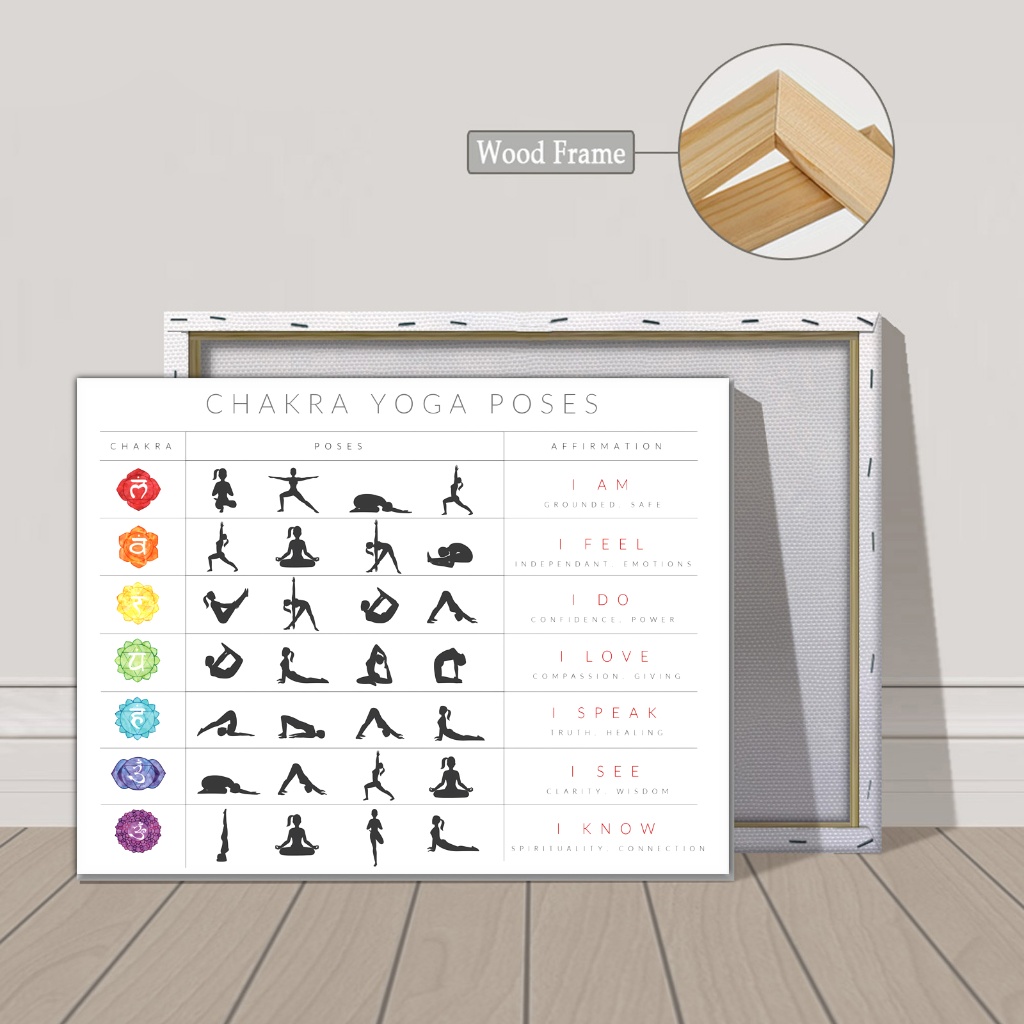 Wood Frame
CHAKRA YOGA POSES
CHAKRA POSES AFFIRMATION
लं
I AM
GROUNDED. SAFE
वं
I FEEL
INDEPENDANT. EMOTIONS
रं
I DO
CONFIDENCE. POWER
यं
I LOVE
COMPASSION. GIVING
हं
I SPEAK
TRUTH. HEALING
ॐ
I SEE
CLARITY. WISDOM
ॐ
I KNOW
SPIRITUALITY. CONNECTION